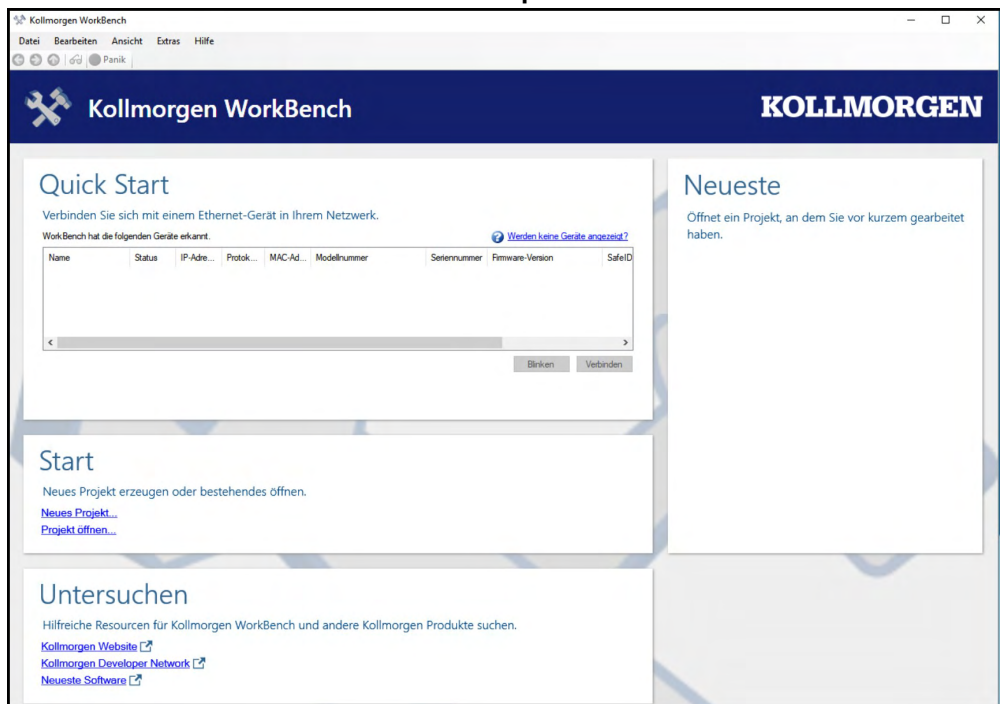 Kollmorgen WorkBench
Datei Bearbeiten Ansicht Extras Hilfe
Panik
Kollmorgen WorkBench
KOLLMORGEN
Quick Start
Verbinden Sie sich mit einem Ethernet-Gerät in Ihrem Netzwerk.
WorkBench hat die folgenden Geräte erkannt.
Werden keine Geräte angezeigt?
Name Status IP-Adre... Protok... MAC-Ad... Modellnummer Seriennummer Firmware-Version SafeID
Blinken Verbinden
Start
Neues Projekt erzeugen oder bestehendes öffnen.
Neues Projekt...
Projekt öffnen...
Untersuchen
Hilfreiche Resourcen für Kollmorgen WorkBench und andere Kollmorgen Produkte suchen.
Kollmorgen Website
Kollmorgen Developer Network
Neueste Software
Neueste
Öffnet ein Projekt, an dem Sie vor kurzem gearbeitet
haben.